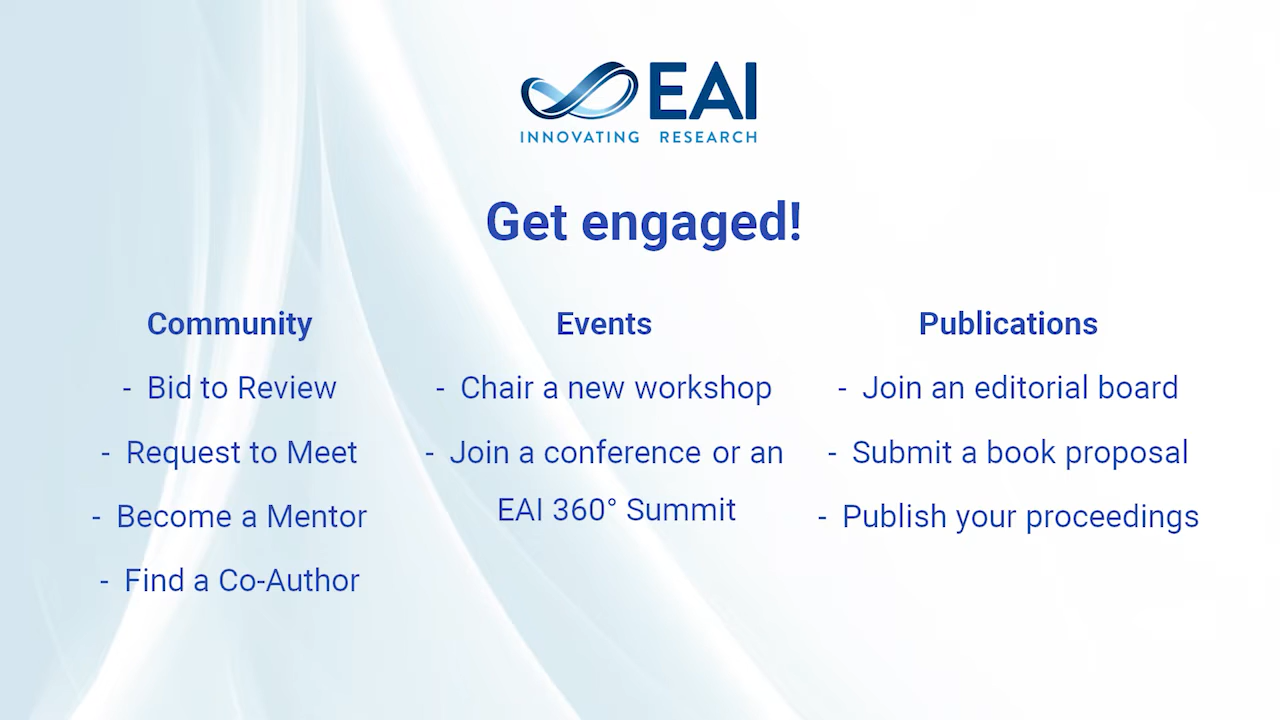 EAI
INNOVATING RESEARCH
Get engaged!
Community
- Bid to Review
- Request to Meet
- Become a Mentor
- Find a Co-Author
Events
- Chair a new workshop
- Join a conference or an
EAI 360° Summit
Publications
- Join an editorial board
- Submit a book proposal
- Publish your proceedings